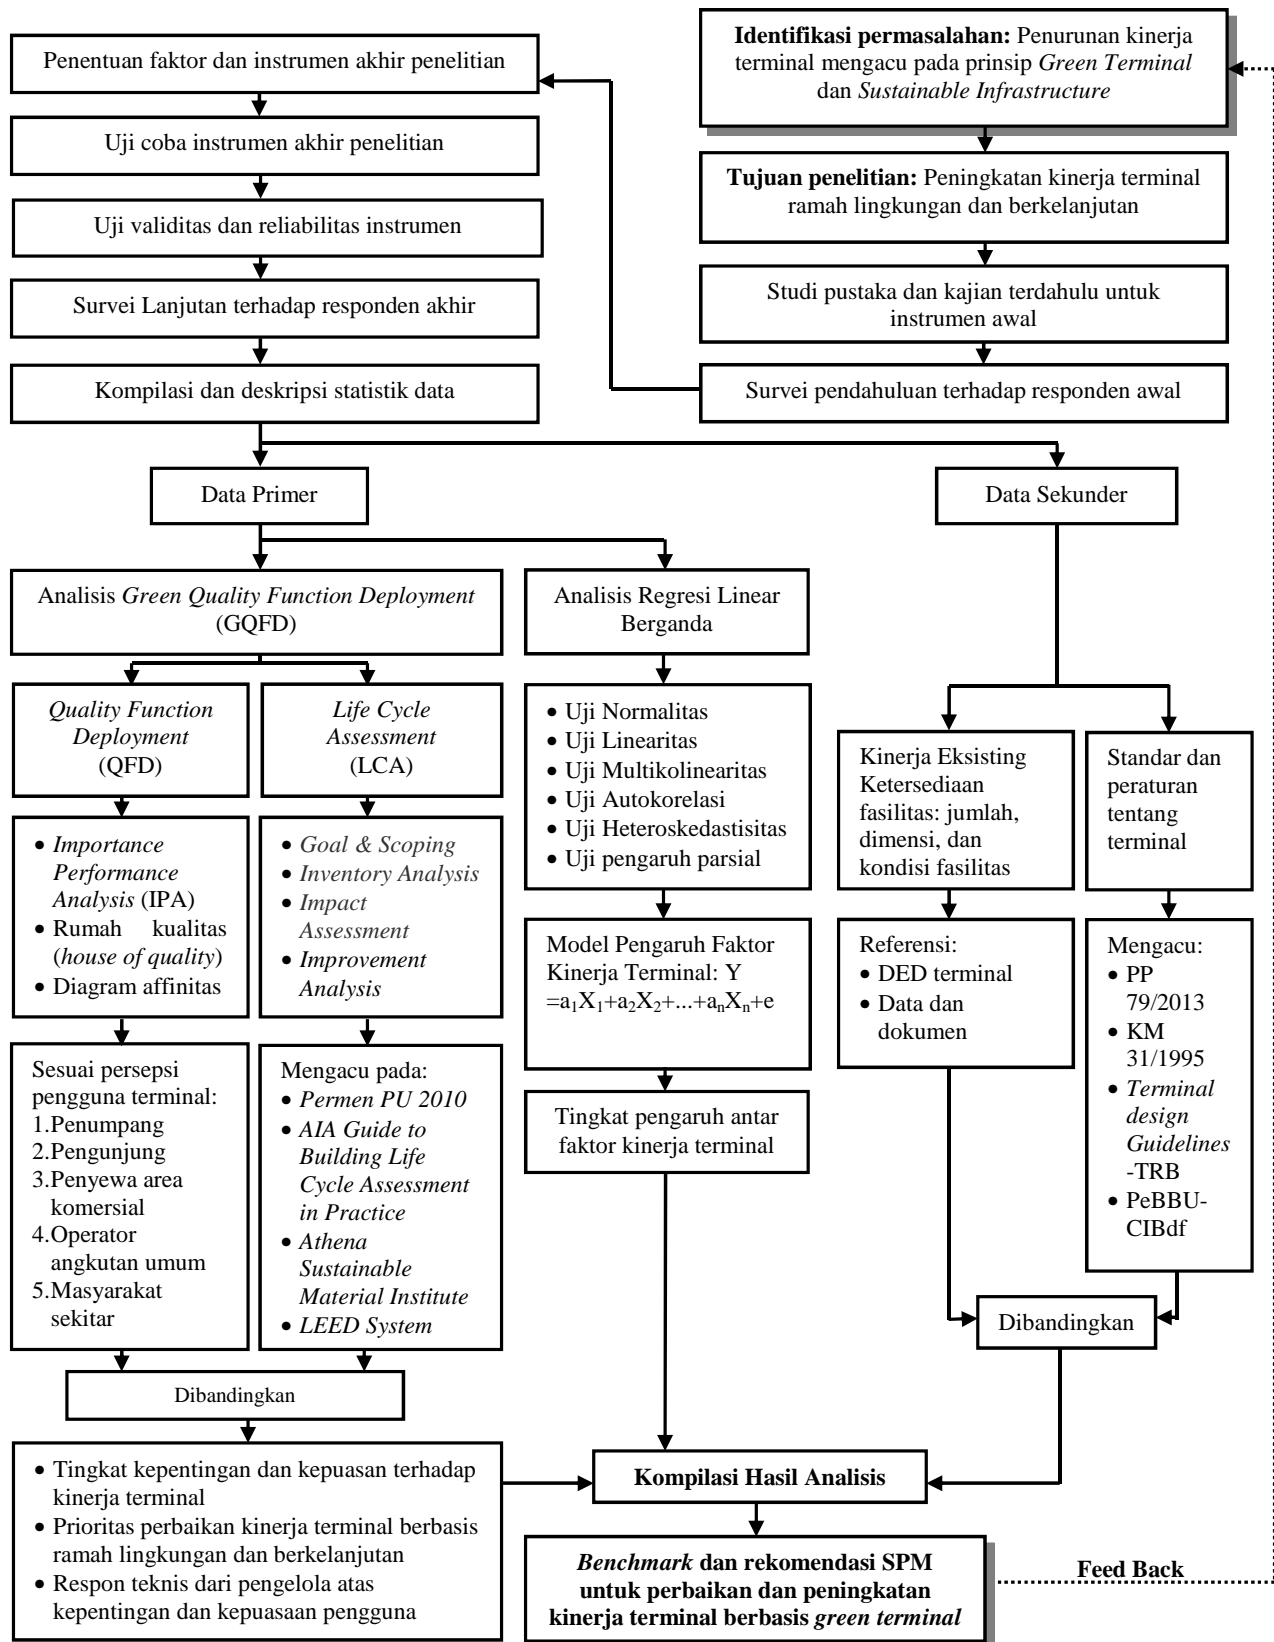 Penentuan faktor dan instrumen akhir penelitian
Uji coba instrumen akhir penelitian
Uji validitas dan reliabilitas instrumen
Survei Lanjutan terhadap responden akhir
Kompilasi dan deskripsi statistik data
Identifikasi permasalahan: Penurunan kinerja
terminal mengacu pada prinsip Green Terminal
dan Sustainable Infrastructure
Tujuan penelitian: Peningkatan kinerja terminal
ramah lingkungan dan berkelanjutan
Studi pustaka dan kajian terdahulu untuk
instrumen awal
Survei pendahuluan terhadap responden awal
Data Primer
Data Sekunder
Analisis Green Quality Function Deployment
(GQFD)
Analisis Regresi Linear
Berganda
Quality Function
Deployment
(QFD)
Life Cycle
Assessment
(LCA)
• Uji Normalitas
• Uji Linearitas
• Uji Multikolinearitas
• Uji Autokorelasi
• Uji Heteroskedastisitas
• Uji pengaruh parsial
Kinerja Eksisting
Ketersediaan
fasilitas: jumlah,
dimensi, dan
kondisi fasilitas
Standar dan
peraturan
tentang
terminal
• Importance
Performance
Analysis (IPA)
• Rumah kualitas
(house of quality)
• Diagram affinitas
• Goal & Scoping
• Inventory Analysis
• Impact
Assessment
• Improvement
Analysis
Model Pengaruh Faktor
Kinerja Terminal: Y
=a₁X₁+a₂X₂+...+aₙXₙ+e
Referensi:
• DED terminal
• Data dan
dokumen
Mengacu:
• PP
79/2013
• KM
31/1995
• Terminal
design
Guidelines
-TRB
• PeBBU-
CIBdf
Sesuai persepsi
pengguna terminal:
1.Penumpang
2.Pengunjung
3.Penyewa area
komersial
4.Operator
angkutan umum
5.Masyarakat
sekitar
Mengacu pada:
• Permen PU 2010
• AIA Guide to
Building Life
Cycle Assessment
in Practice
• Athena
Sustainable
Material Institute
• LEED System
Tingkat pengaruh antar
faktor kinerja terminal
Dibandingkan
Dibandingkan
• Tingkat kepentingan dan kepuasan terhadap
kinerja terminal
• Prioritas perbaikan kinerja terminal berbasis
ramah lingkungan dan berkelanjutan
• Respon teknis dari pengelola atas
kepentingan dan kepuasaan pengguna
Kompilasi Hasil Analisis
Benchmark dan rekomendasi SPM
untuk perbaikan dan peningkatan
kinerja terminal berbasis green terminal
Feed Back